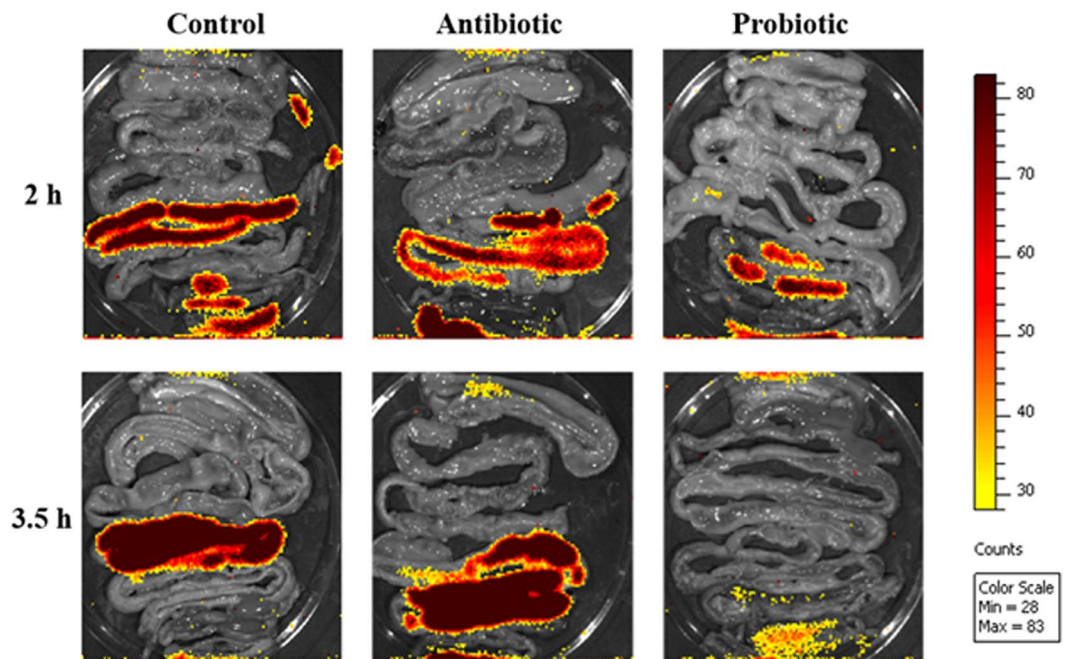 Control Antibiotic Probiotic
2 h
3.5 h
80
70
60
50
40
30
Counts
Color Scale
Min = 28
Max = 83